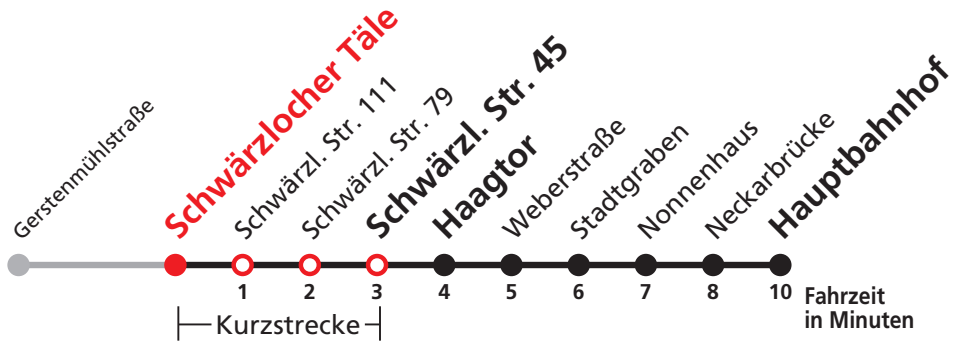 Gerstenmühlstraße
Schwärzlocher Täle
Schwärzl. Str. 111
Schwärzl. Str. 79
Schwärzl. Str. 45
Haagtor
Weberstraße
Stadtgraben
Nonnenhaus
Neckarbrücke
Hauptbahnhof
1 2 3 4 5 6 7 8 10
Fahrzeit
in Minuten
Kurzstrecke